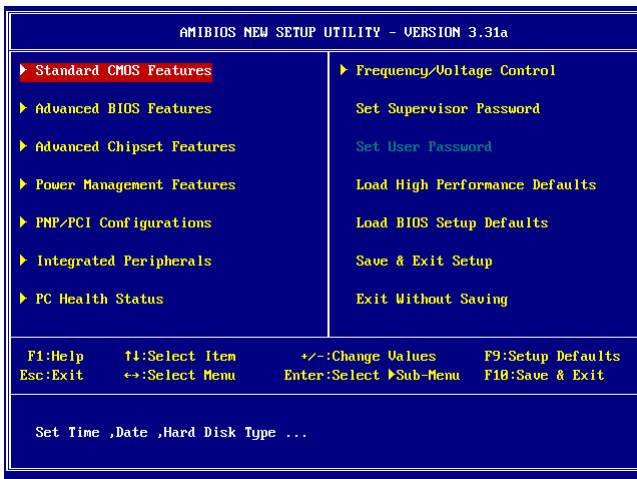 AMIBIOS NEW SETUP UTILITY - VERSION 3.31a
▶ Standard CMOS Features
▶ Advanced BIOS Features
▶ Advanced Chipset Features
▶ Power Management Features
▶ PNP/PCI Configurations
▶ Integrated Peripherals
▶ PC Health Status
▶ Frequency/Voltage Control
Set Supervisor Password
Set User Password
Load High Performance Defaults
Load BIOS Setup Defaults
Save & Exit Setup
Exit Without Saving
F1:Help ↑↓:Select Item +/-:Change Values F9:Setup Defaults
Esc:Exit ↔:Select Menu Enter:Select ▶Sub-Menu F10:Save & Exit
Set Time ,Date ,Hard Disk Type ...